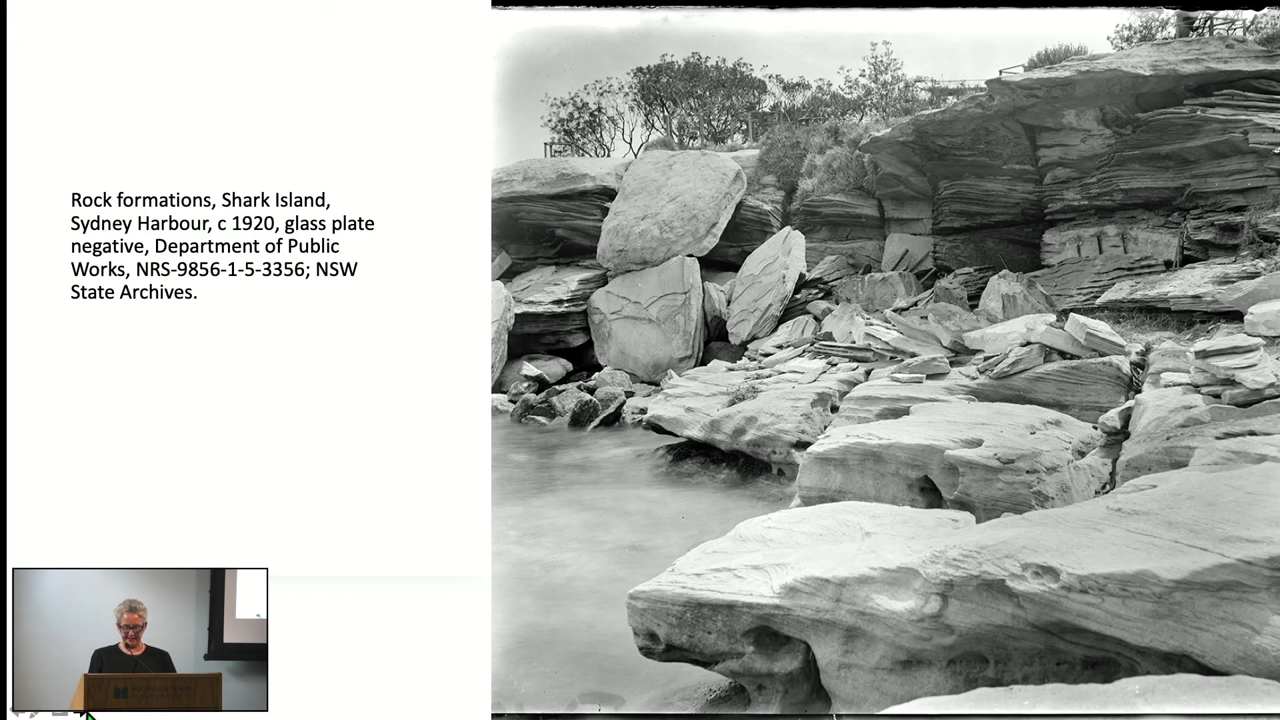 Rock formations, Shark Island,
Sydney Harbour, c 1920, glass plate
negative, Department of Public
Works, NRS-9856-1-5-3356; NSW
State Archives.